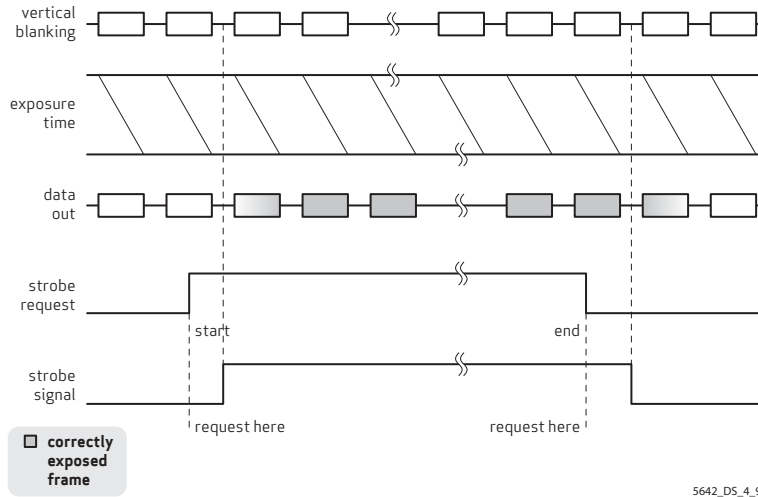 vertical
blanking
exposure
time
data
out
strobe
request
start
end
strobe
signal
request here
request here
correctly
exposed
frame
5642_DS_4_9